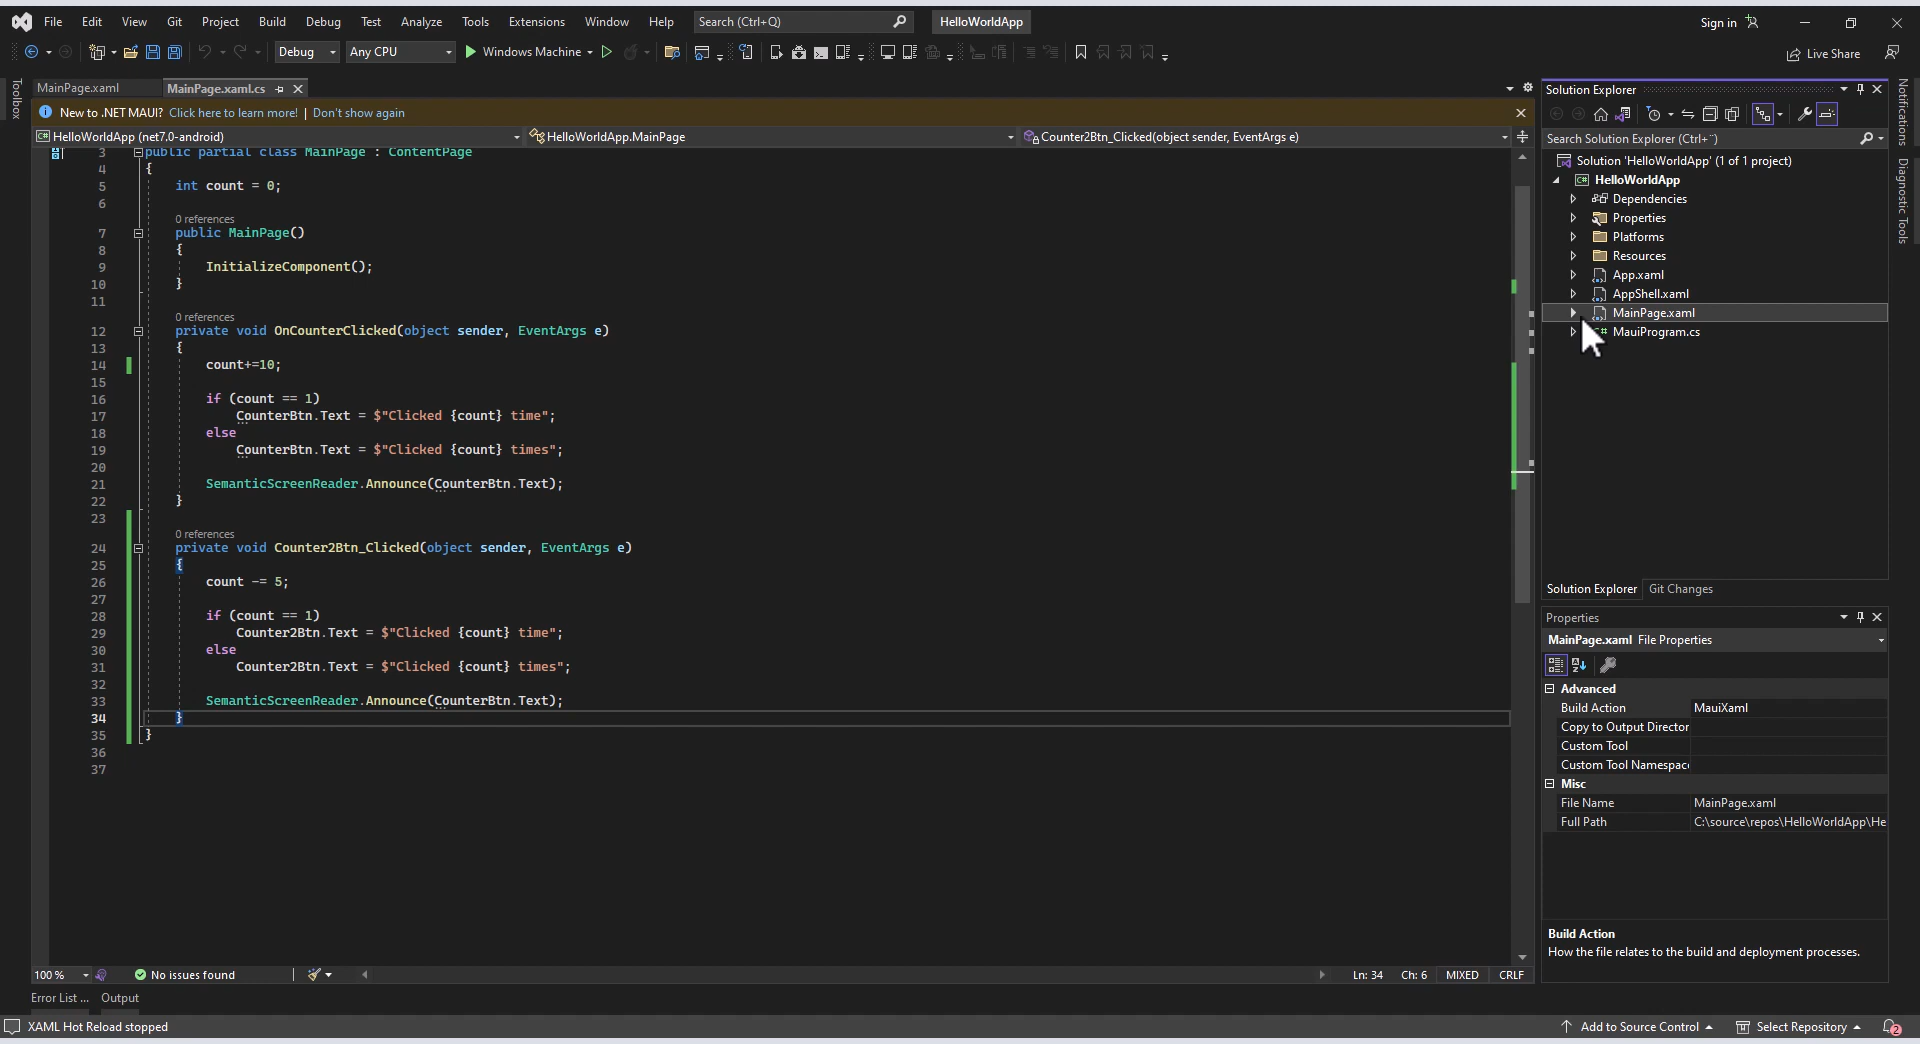 File Edit View Git Project Build Debug Test Analyze Tools Extensions Window Help Search (Ctrl+Q) HelloWorldApp Sign in
Debug Any CPU Windows Machine Live Share
Toolbox
MainPage.xaml MainPage.xaml.cs
New to .NET MAUI? Click here to learn more! | Don't show again
HelloWorldApp (net7.0-android) HelloWorldApp.MainPage Counter2Btn_Clicked(object sender, EventArgs e)
3 public partial class MainPage : ContentPage
4 {
5 int count = 0;
6
0 references
7 public MainPage()
8 {
9 InitializeComponent();
10 }
11
0 references
12 private void OnCounterClicked(object sender, EventArgs e)
13 {
14 count+=10;
15
16 if (count == 1)
17 CounterBtn.Text = $"Clicked {count} time";
18 else
19 CounterBtn.Text = $"Clicked {count} times";
20
21 SemanticScreenReader.Announce(CounterBtn.Text);
22 }
23
0 references
24 private void Counter2Btn_Clicked(object sender, EventArgs e)
25 {
26 count -= 5;
27
28 if (count == 1)
29 Counter2Btn.Text = $"Clicked {count} time";
30 else
31 Counter2Btn.Text = $"Clicked {count} times";
32
33 SemanticScreenReader.Announce(CounterBtn.Text);
34 }
35 }
36
37
100 % No issues found Ln: 34 Ch: 6 MIXED CRLF
Error List ... Output
XAML Hot Reload stopped Add to Source Control Select Repository 2
Solution Explorer
Search Solution Explorer (Ctrl+¨)
Solution 'HelloWorldApp' (1 of 1 project)
C# HelloWorldApp
Dependencies
Properties
Platforms
Resources
App.xaml
AppShell.xaml
MainPage.xaml
MauiProgram.cs
Solution Explorer Git Changes
Properties
MainPage.xaml File Properties
Advanced
Build Action MauiXaml
Copy to Output Director
Custom Tool
Custom Tool Namespac
Misc
File Name MainPage.xaml
Full Path C:\source\repos\HelloWorldApp\He
Build Action
How the file relates to the build and deployment processes.
Notifications
Diagnostic Tools